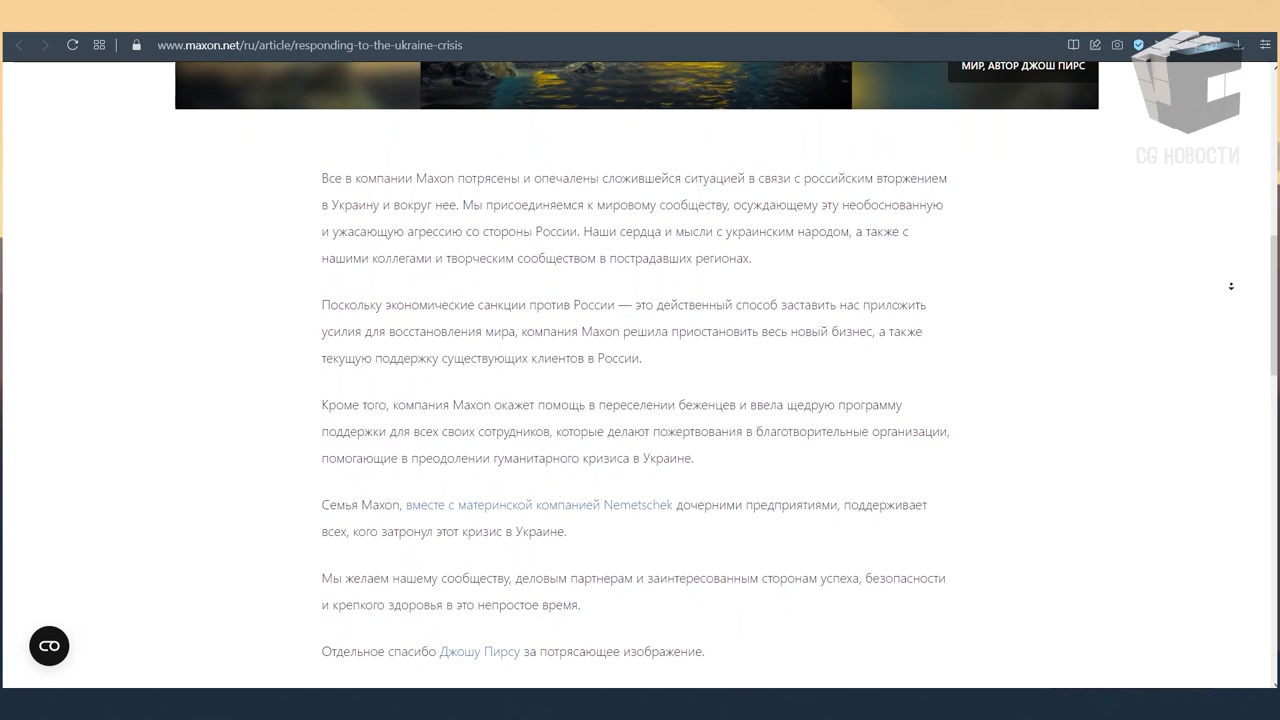 www.maxon.net/ru/article/responding-to-the-ukraine-crisis
МИР, АВТОР ДЖОШ ПИРС
CG НОВОСТИ
Все в компании Maxon потрясены и опечалены сложившейся ситуацией в связи с российским вторжением
в Украину и вокруг нее. Мы присоединяемся к мировому сообществу, осуждающему эту необоснованную
и ужасающую агрессию со стороны России. Наши сердца и мысли с украинским народом, а также с
нашими коллегами и творческим сообществом в пострадавших регионах.
Поскольку экономические санкции против России — это действенный способ заставить нас приложить
усилия для восстановления мира, компания Maxon решила приостановить весь новый бизнес, а также
текущую поддержку существующих клиентов в России.
Кроме того, компания Maxon окажет помощь в переселении беженцев и ввела щедрую программу
поддержки для всех своих сотрудников, которые делают пожертвования в благотворительные организации,
помогающие в преодолении гуманитарного кризиса в Украине.
Семья Maxon, вместе с материнской компанией Nemetschek дочерними предприятиями, поддерживает
всех, кого затронул этот кризис в Украине.
Мы желаем нашему сообществу, деловым партнерам и заинтересованным сторонам успеха, безопасности
и крепкого здоровья в это непростое время.
Отдельное спасибо Джошу Пирсу за потрясающее изображение.